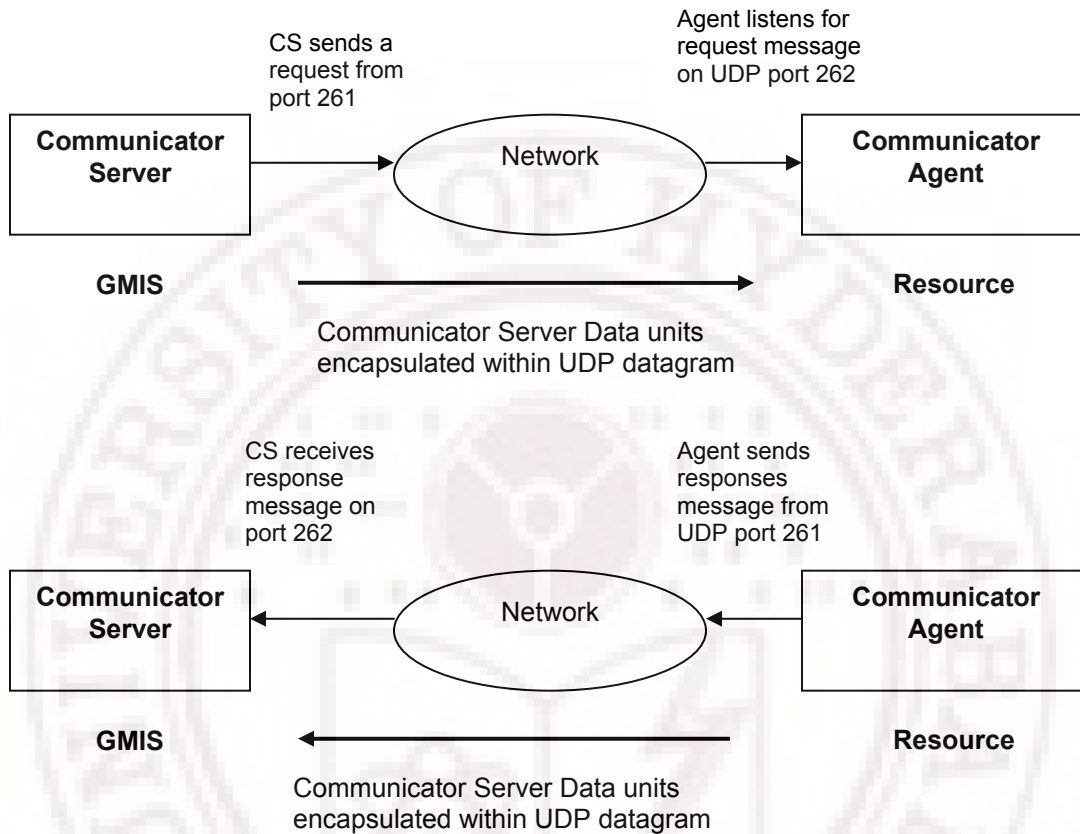 CS sends a
request from
port 261
Agent listens for
request message
on UDP port 262
Communicator
Server
Network
Communicator
Agent
GMIS
Resource
Communicator Server Data units
encapsulated within UDP datagram
CS receives
response
message on
port 262
Agent sends
responses
message from
UDP port 261
Communicator
Server
Network
Communicator
Agent
GMIS
Resource
Communicator Server Data units
encapsulated within UDP datagram
UNIVERSITY OF HYDERABAD